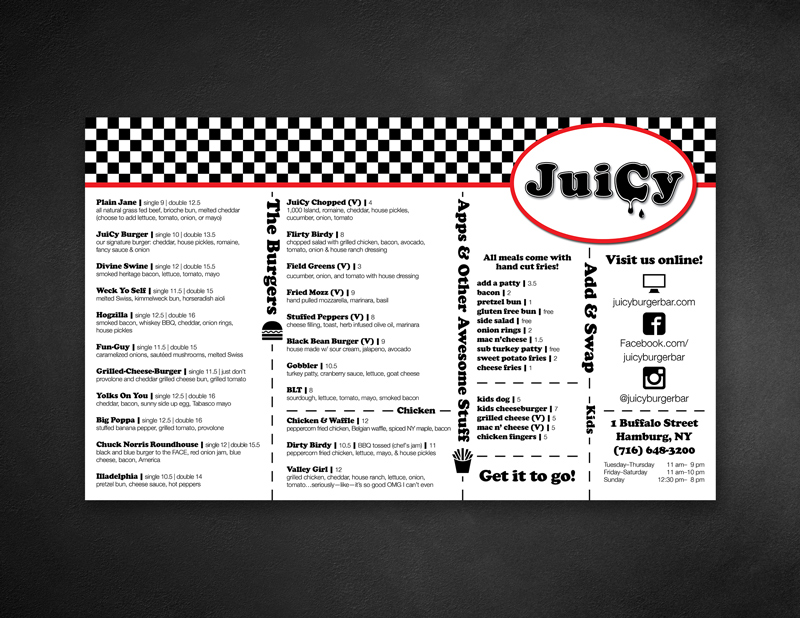 JuiCy
Plain Jane | single 9 | double 12.5
all natural grass fed beef, brioche bun, melted cheddar
(choose to add lettuce, tomato, onion, or mayo)
JuiCy Burger | single 10 | double 13.5
our signature burger: cheddar, house pickles, romaine,
fancy sauce & onion
Divine Swine | single 12 | double 15.5
smoked heritage bacon, lettuce, tomato, mayo
Weck Yo Self | single 11.5 | double 15
melted Swiss, kimmelweck bun, horseradish aioli
Hogzilla | single 12.5 | double 16
smoked bacon, whiskey BBQ, cheddar, onion rings,
house pickles
Fun-Guy | single 11.5 | double 15
caramelized onions, sautéed mushrooms, melted Swiss
Grilled-Cheese-Burger | single 11.5 | just don't
provolone and cheddar grilled cheese bun, grilled tomato
Yolks On You | single 12.5 | double 16
cheddar, bacon, sunny side up egg, Tabasco mayo
Big Poppa | single 12.5 | double 16
stuffed banana pepper, grilled tomato, provolone
Chuck Norris Roundhouse | single 12 | double 15.5
black and blue burger to the FACE, red onion jam, blue
cheese, bacon, America
Illadelphia | single 10.5 | double 14
pretzel bun, cheese sauce, hot peppers
The Burgers
JuiCy Chopped (V) | 4
1,000 Island, romaine, cheddar, house pickles,
cucumber, onion, tomato
Flirty Birdy | 8
chopped salad with grilled chicken, bacon, avocado,
tomato, onion & house ranch dressing
Field Greens (V) | 3
cucumber, onion, and tomato with house dressing
Fried Mozz (V) | 9
hand pulled mozzarella, marinara, basil
Stuffed Peppers (V) | 8
cheese filling, toast, herb infused olive oil, marinara
Black Bean Burger (V) | 9
house made w/ sour cream, jalapeno, avocado
Gobbler | 10.5
turkey patty, cranberry sauce, lettuce, goat cheese
BLT | 8
sourdough, lettuce, tomato, mayo, smoked bacon
Chicken
Chicken & Waffle | 12
peppercorn fried chicken, Belgian waffle, spiced NY maple, bacon
Dirty Birdy | 10.5 | BBQ tossed (chef's jam) | 11
peppercorn fried chicken, lettuce, mayo, & house pickles
Valley Girl | 12
grilled chicken, cheddar, house ranch, lettuce, onion,
tomato...seriously—like—it's so good OMG I can't even
Apps & Other Awesome Stuff
All meals come with
hand cut fries!
add a patty | 3.5
bacon | 2
pretzel bun | 1
gluten free bun | free
side salad | free
onion rings | 2
mac n'cheese | 1.5
sub turkey patty | free
sweet potato fries | 2
cheese fries | 1
Add & Swap
kids dog | 5
kids cheeseburger | 7
grilled cheese (V) | 5
mac n' cheese (V) | 5
chicken fingers | 5
Kids
Get it to go!
Visit us online!
juicyburgerbar.com
Facebook.com/
juicyburgerbar
@juicyburgerbar
1 Buffalo Street
Hamburg, NY
(716) 648-3200
Tuesday–Thursday 11 am– 9 pm
Friday–Saturday 11 am–10 pm
Sunday 12:30 pm– 8 pm